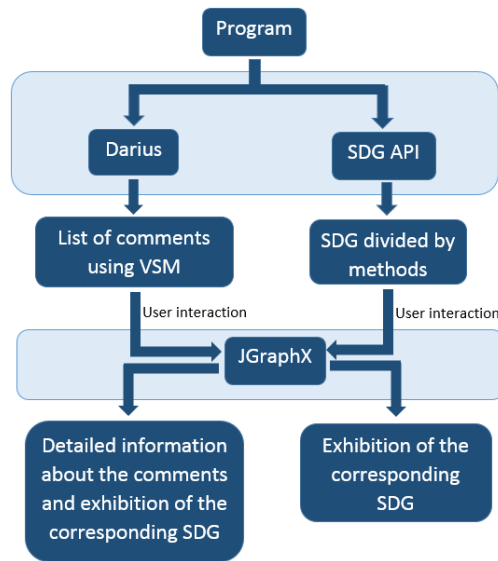 Program
Darius
SDG API
List of comments
using VSM
SDG divided by
methods
User interaction
User interaction
JGraphX
Detailed information
about the comments
and exhibition of the
corresponding SDG
Exhibition of the
corresponding
SDG